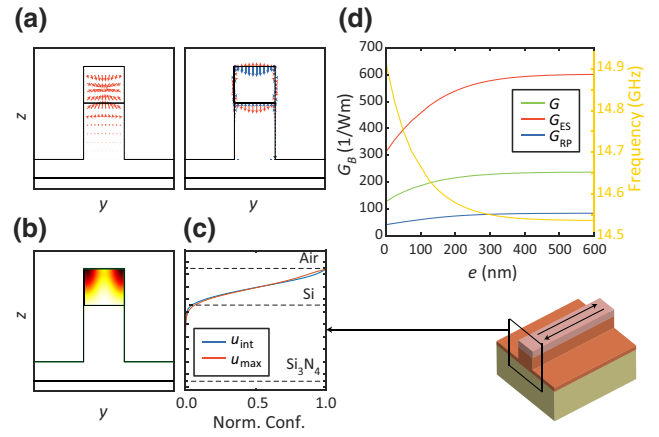 (a)
z
y
y
(b)
z
y
(c)
Air
Si
Si₃N₄
u_int
u_max
0.0
0.5
1.0
Norm. Conf.
(d)
G_B (1/Wm)
700
600
500
400
300
200
100
0
0
100
200
300
400
500
600
e (nm)
G
G_ES
G_RP
14.9
14.8
14.7
14.6
14.5
Frequency (GHz)